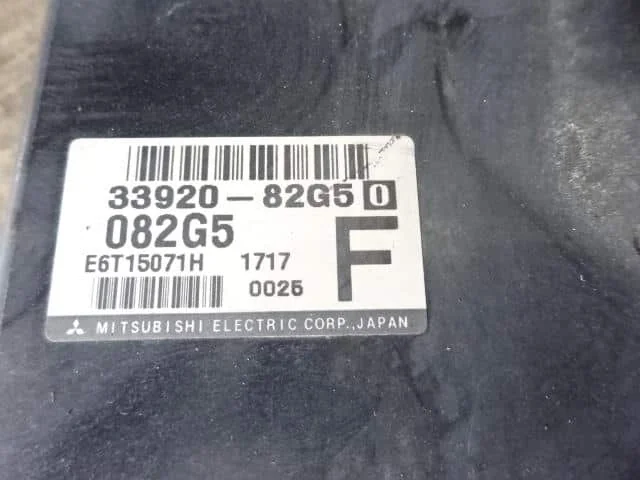 33920-82G5 0
082G5 F
E6T15071H 1717
0025
MITSUBISHI ELECTRIC CORP., JAPAN